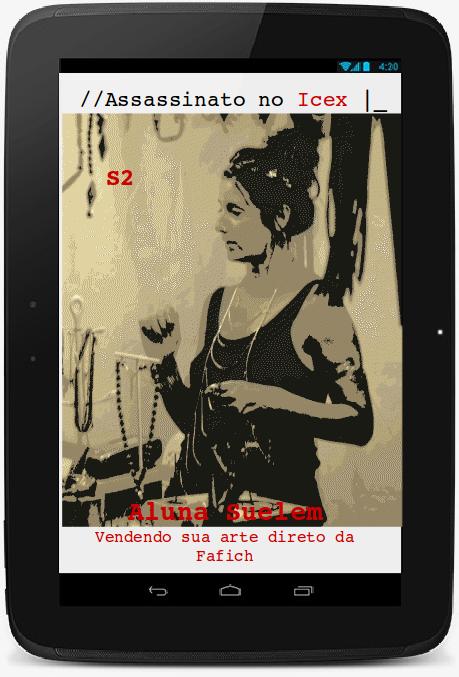 4:20
//Assassinato no Icex |_
S2
Aluna Suelem
Vendendo sua arte direto da
Fafich